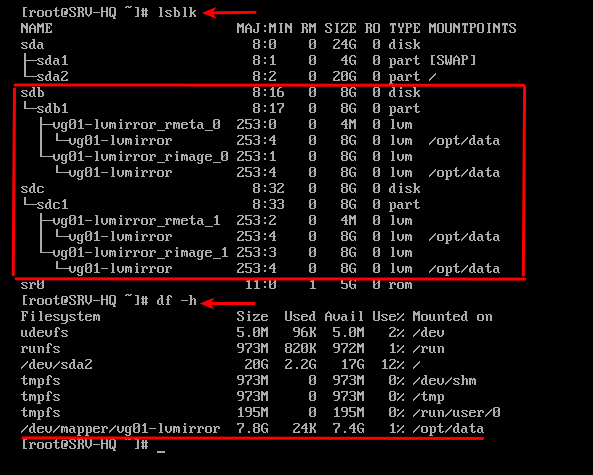 [root@SRV-HQ ~]# lsblk
NAME MAJ:MIN RM SIZE RO TYPE MOUNTPOINTS
sda 8:0 0 24G 0 disk
├─sda1 8:1 0 4G 0 part [SWAP]
└─sda2 8:2 0 20G 0 part /
sdb 8:16 0 8G 0 disk
└─sdb1 8:17 0 8G 0 part
├─vg01-lvmirror_rmeta_0 253:0 0 4M 0 lvm
│ └─vg01-lvmirror 253:4 0 8G 0 lvm /opt/data
└─vg01-lvmirror_rimage_0 253:1 0 8G 0 lvm
└─vg01-lvmirror 253:4 0 8G 0 lvm /opt/data
sdc 8:32 0 8G 0 disk
└─sdc1 8:33 0 8G 0 part
├─vg01-lvmirror_rmeta_1 253:2 0 4M 0 lvm
│ └─vg01-lvmirror 253:4 0 8G 0 lvm /opt/data
└─vg01-lvmirror_rimage_1 253:3 0 8G 0 lvm
└─vg01-lvmirror 253:4 0 8G 0 lvm /opt/data
sr0 11:0 1 5G 0 rom
[root@SRV-HQ ~]# df -h
Filesystem Size Used Avail Use% Mounted on
udevfs 5.0M 96K 5.0M 2% /dev
runfs 973M 820K 972M 1% /run
/dev/sda2 20G 2.2G 17G 12% /
tmpfs 973M 0 973M 0% /dev/shm
tmpfs 973M 0 973M 0% /tmp
tmpfs 195M 0 195M 0% /run/user/0
/dev/mapper/vg01-lvmirror 7.8G 24K 7.4G 1% /opt/data
[root@SRV-HQ ~]# _